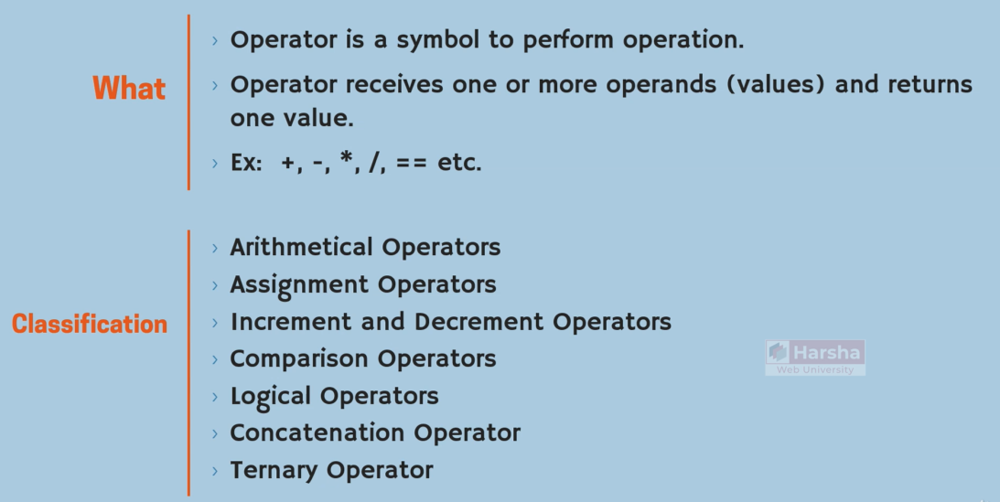 What
Operator is a symbol to perform operation.
Operator receives one or more operands (values) and returns
one value.
Ex: +, -, *, /, == etc.
Classification
Arithmetical Operators
Assignment Operators
Increment and Decrement Operators
Comparison Operators
Logical Operators
Concatenation Operator
Ternary Operator
Harsha
Web University